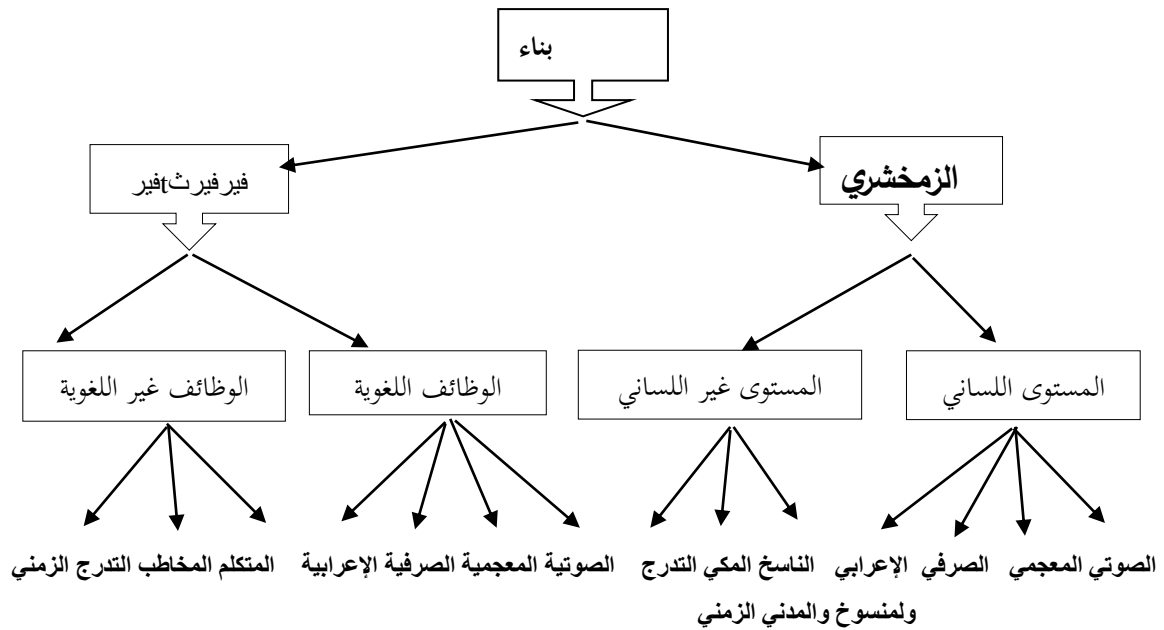 بناء
الزمخشري
فيرفيرثtفير
المستوى اللساني
المستوى غير اللساني
الوظائف اللغوية
الوظائف غير اللغوية
الصوتي المعجمي الصرفي الإعرابي
الناسخ المكي التدرج
ولمنسوخ والمدني الزمني
الصوتية المعجمية الصرفية الإعرابية
المتكلم المخاطب التدرج الزمني